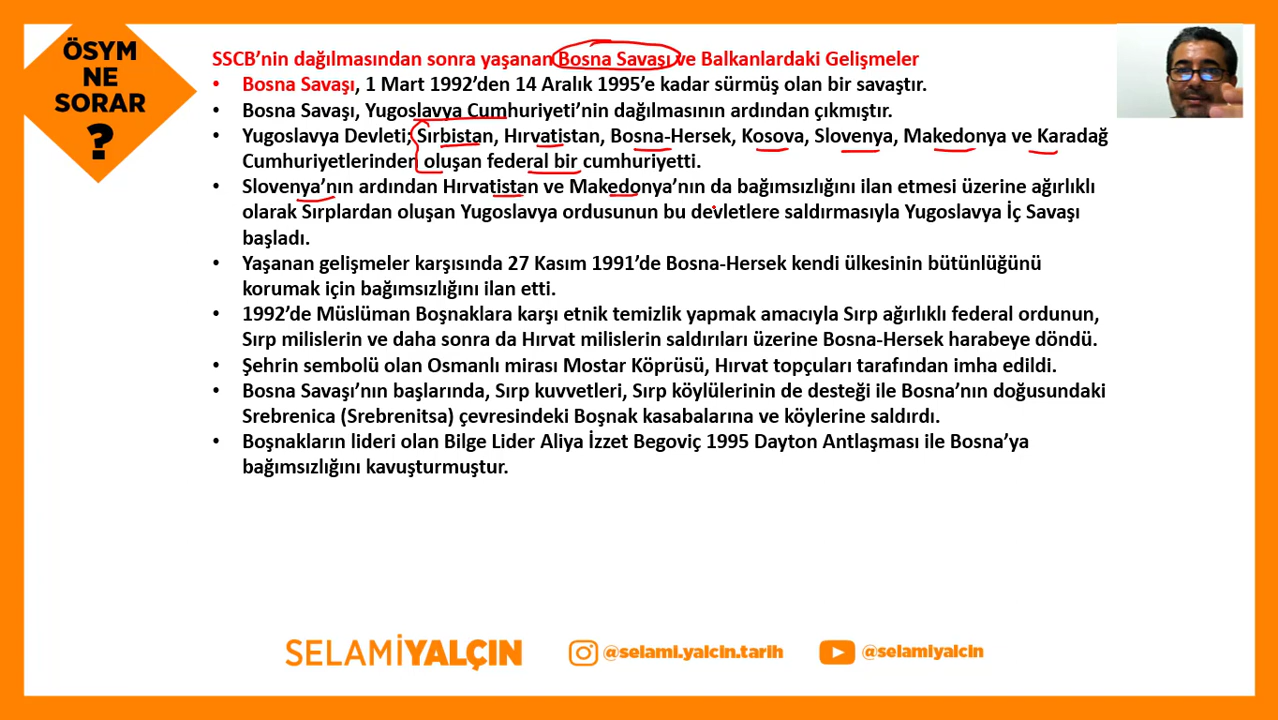 ÖSYM
NE
SORAR
?
SSCB'nin dağılmasından sonra yaşanan Bosna Savaşı ve Balkanlardaki Gelişmeler
• Bosna Savaşı, 1 Mart 1992'den 14 Aralık 1995'e kadar sürmüş olan bir savaştır.
• Bosna Savaşı, Yugoslavya Cumhuriyeti'nin dağılmasının ardından çıkmıştır.
• Yugoslavya Devleti; Sırbistan, Hırvatistan, Bosna-Hersek, Kosova, Slovenya, Makedonya ve Karadağ
Cumhuriyetlerinden oluşan federal bir cumhuriyetti.
• Slovenya'nın ardından Hırvatistan ve Makedonya'nın da bağımsızlığını ilan etmesi üzerine ağırlıklı
olarak Sırplardan oluşan Yugoslavya ordusunun bu devletlere saldırmasıyla Yugoslavya İç Savaşı
başladı.
• Yaşanan gelişmeler karşısında 27 Kasım 1991'de Bosna-Hersek kendi ülkesinin bütünlüğünü
korumak için bağımsızlığını ilan etti.
• 1992'de Müslüman Boşnaklara karşı etnik temizlik yapmak amacıyla Sırp ağırlıklı federal ordunun,
Sırp milislerin ve daha sonra da Hırvat milislerin saldırıları üzerine Bosna-Hersek harabeye döndü.
• Şehrin sembolü olan Osmanlı mirası Mostar Köprüsü, Hırvat topçuları tarafından imha edildi.
• Bosna Savaşı'nın başlarında, Sırp kuvvetleri, Sırp köylülerinin de desteği ile Bosna'nın doğusundaki
Srebrenica (Srebrenitsa) çevresindeki Boşnak kasabalarına ve köylerine saldırdı.
• Boşnakların lideri olan Bilge Lider Aliya İzzet Begoviç 1995 Dayton Antlaşması ile Bosna'ya
bağımsızlığını kavuşturmuştur.
SELAMİYALÇIN @selami.yalcin.tarih @selamiyalcin